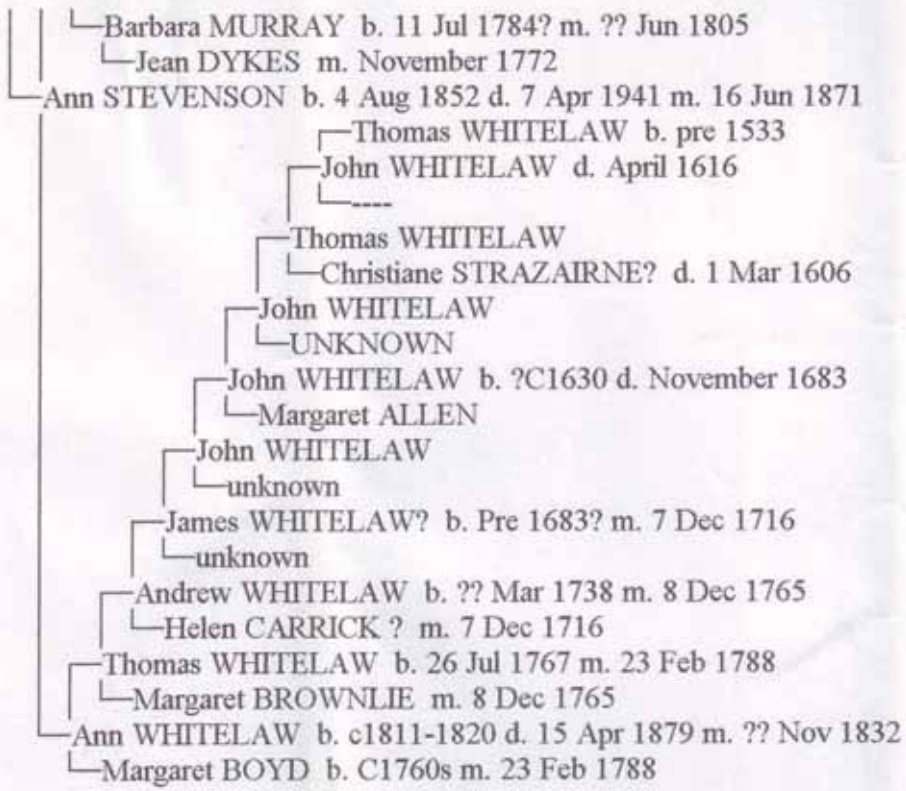 Barbara MURRAY b. 11 Jul 1784? m. ?? Jun 1805
Jean DYKES m. November 1772
Ann STEVENSON b. 4 Aug 1852 d. 7 Apr 1941 m. 16 Jun 1871
Thomas WHITELAW b. pre 1533
John WHITELAW d. April 1616
----
Thomas WHITELAW
Christiane STRAZAIRNE? d. 1 Mar 1606
John WHITELAW
UNKNOWN
John WHITELAW b. ?C1630 d. November 1683
Margaret ALLEN
John WHITELAW
unknown
James WHITELAW? b. Pre 1683? m. 7 Dec 1716
unknown
Andrew WHITELAW b. ?? Mar 1738 m. 8 Dec 1765
Helen CARRICK ? m. 7 Dec 1716
Thomas WHITELAW b. 26 Jul 1767 m. 23 Feb 1788
Margaret BROWNLIE m. 8 Dec 1765
Ann WHITELAW b. c1811-1820 d. 15 Apr 1879 m. ?? Nov 1832
Margaret BOYD b. C1760s m. 23 Feb 1788